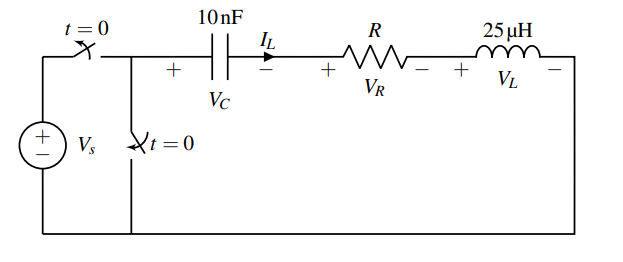 t = 0
10 nF
I_L
R
25 µH
+ − + − + −
V_C
V_R
V_L
+
−
V_s
t = 0